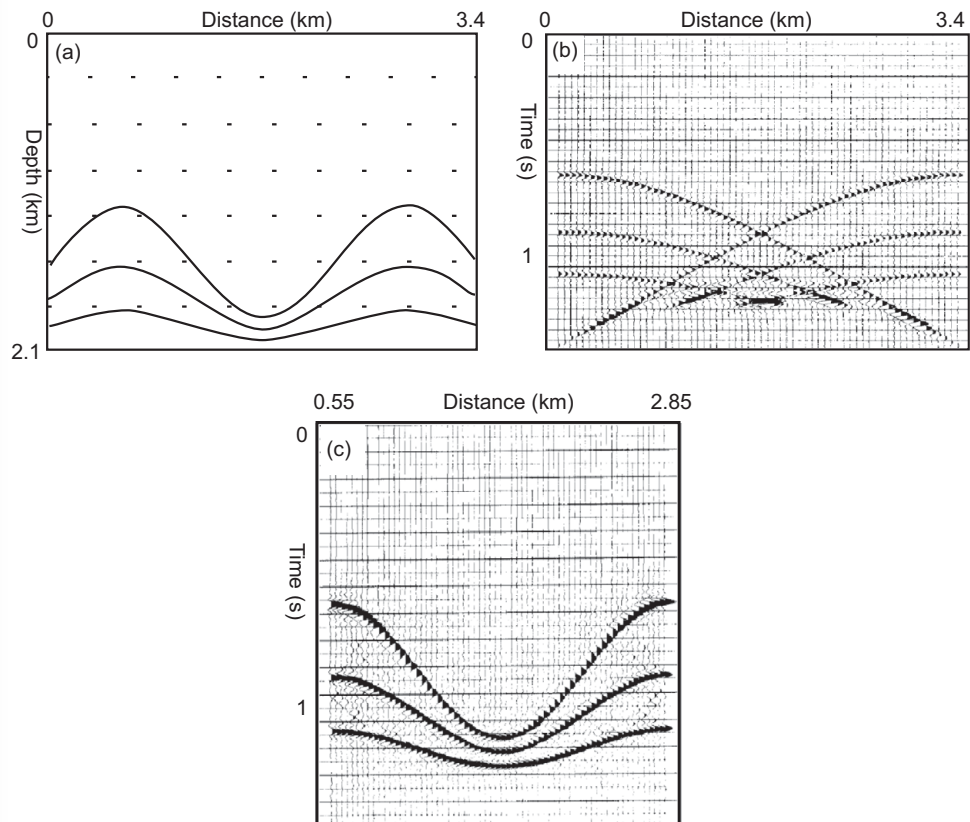 0 Distance (km) 3.4
(a)
0
Depth (km)
2.1
0 Distance (km) 3.4
(b)
0
Time (s)
1
0.55 Distance (km) 2.85
(c)
0
Time (s)
1